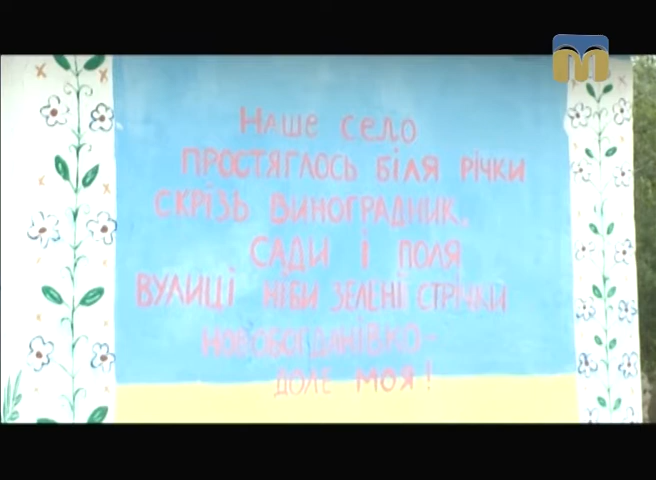 Наше село
простяглось біля річки
скрізь виноградник,
сади і поля
вулиці ніби зелені стрічки
Новобогданівко-
доле моя!